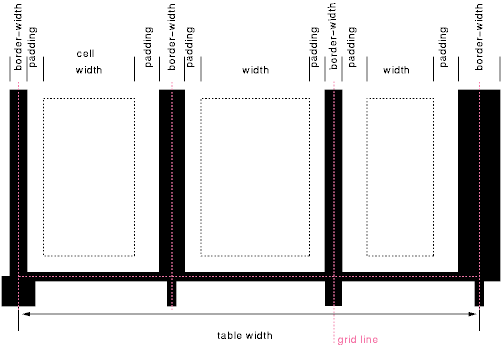 border-width
padding
cell
width
padding
border-width
padding
width
padding
border-width
padding
width
padding
border-width
table width
grid line